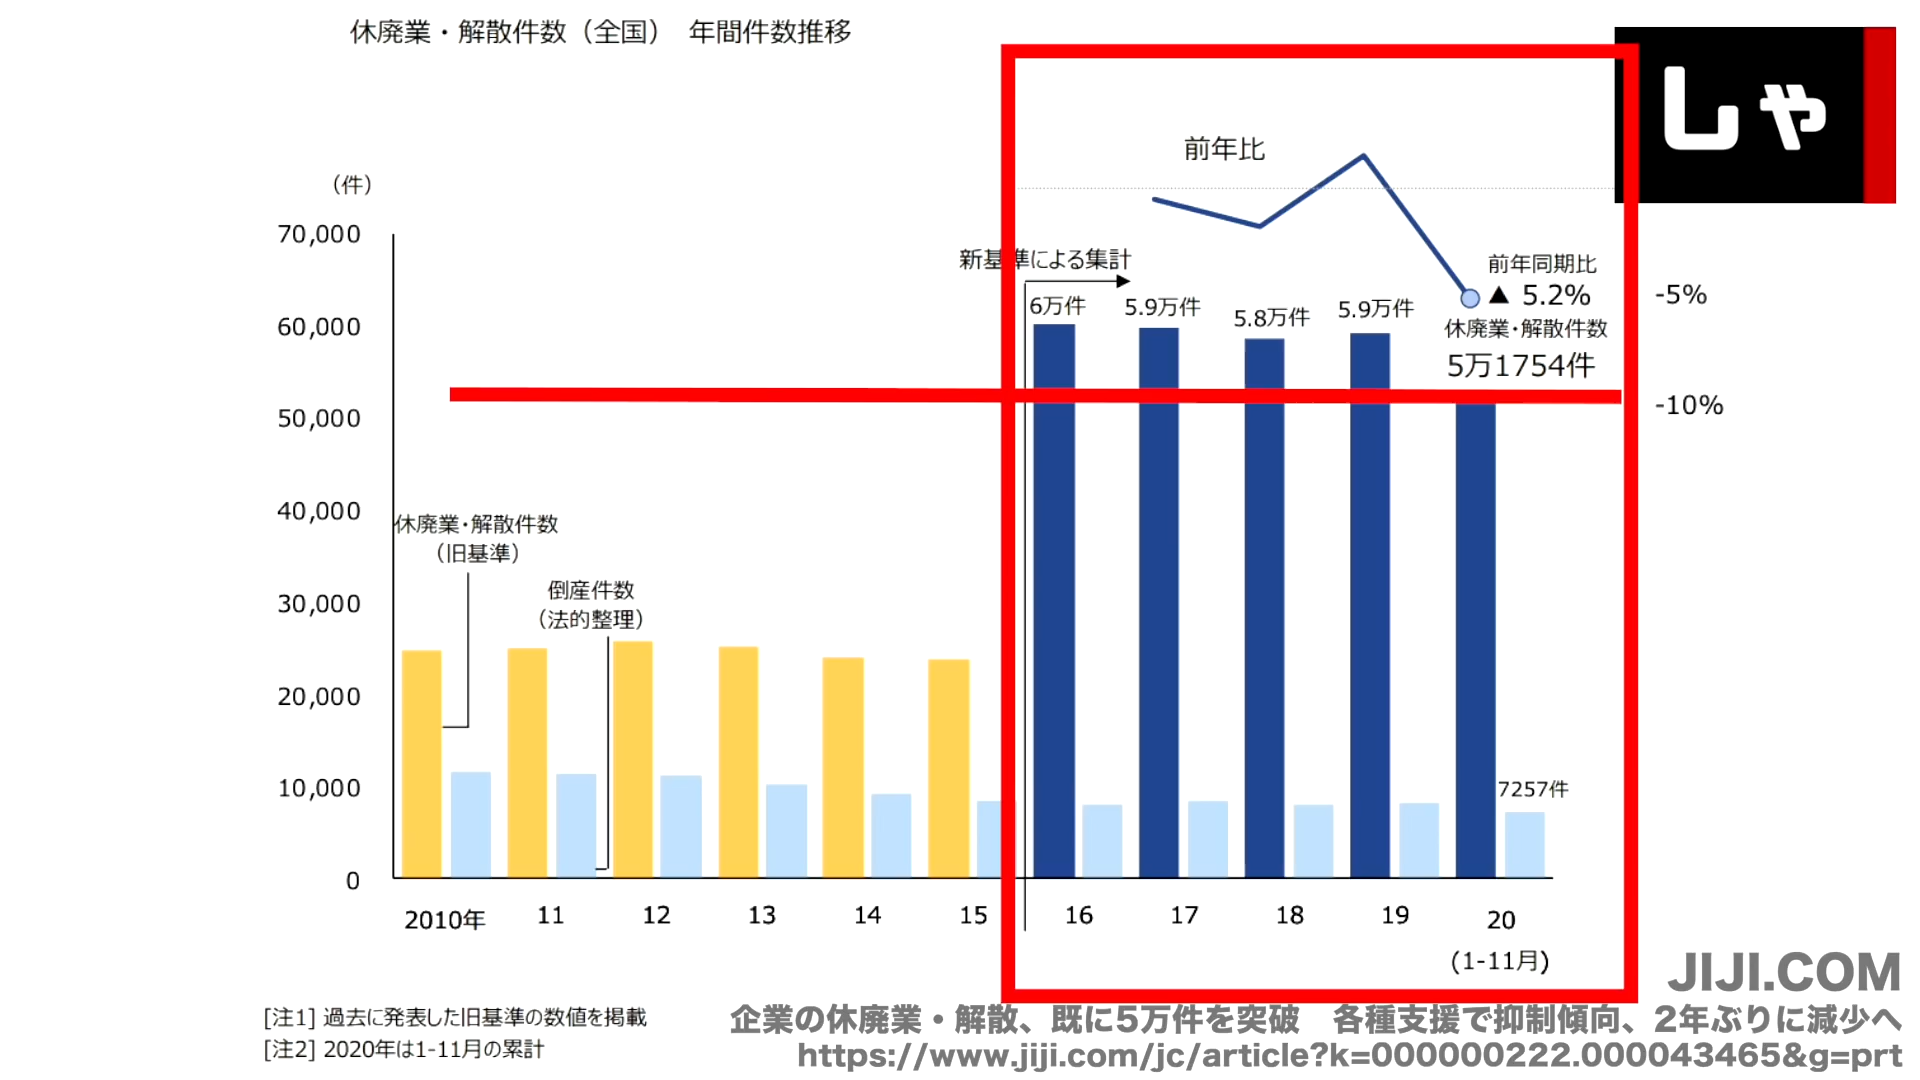 休廃業・解散件数（全国）　年間件数推移
しゃ
前年比
（件）
70,000
60,000
50,000
40,000
30,000
20,000
10,000
0
新基準による集計
6万件
5.9万件
5.8万件
5.9万件
前年同期比
▲ 5.2%
休廃業・解散件数
5万1754件
-5%
-10%
休廃業・解散件数
（旧基準）
倒産件数
（法的整理）
7257件
2010年
11
12
13
14
15
16
17
18
19
20
(1-11月)
[注1] 過去に発表した旧基準の数値を掲載
[注2] 2020年は1-11月の累計
JIJI.COM
企業の休廃業・解散、既に5万件を突破　各種支援で抑制傾向、2年ぶりに減少へ
https://www.jiji.com/jc/article?k=000000222.000043465&g=prt